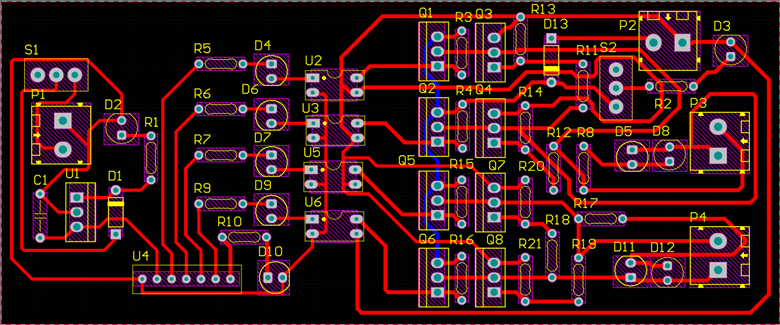 S1
P1
D2
R1
C1
U1
D1
U4
R5
D4
R6
D6
R7
D7
R9
D9
R10
D10
U2
U3
U5
U6
Q1
R3
Q3
R13
D13
R11
S2
P2
D3
R2
P3
Q2
R4
Q4
R14
R12
R8
D5
D8
Q5
R15
Q7
R20
R17
R18
P4
Q6
R16
Q8
R21
R19
D11
D12